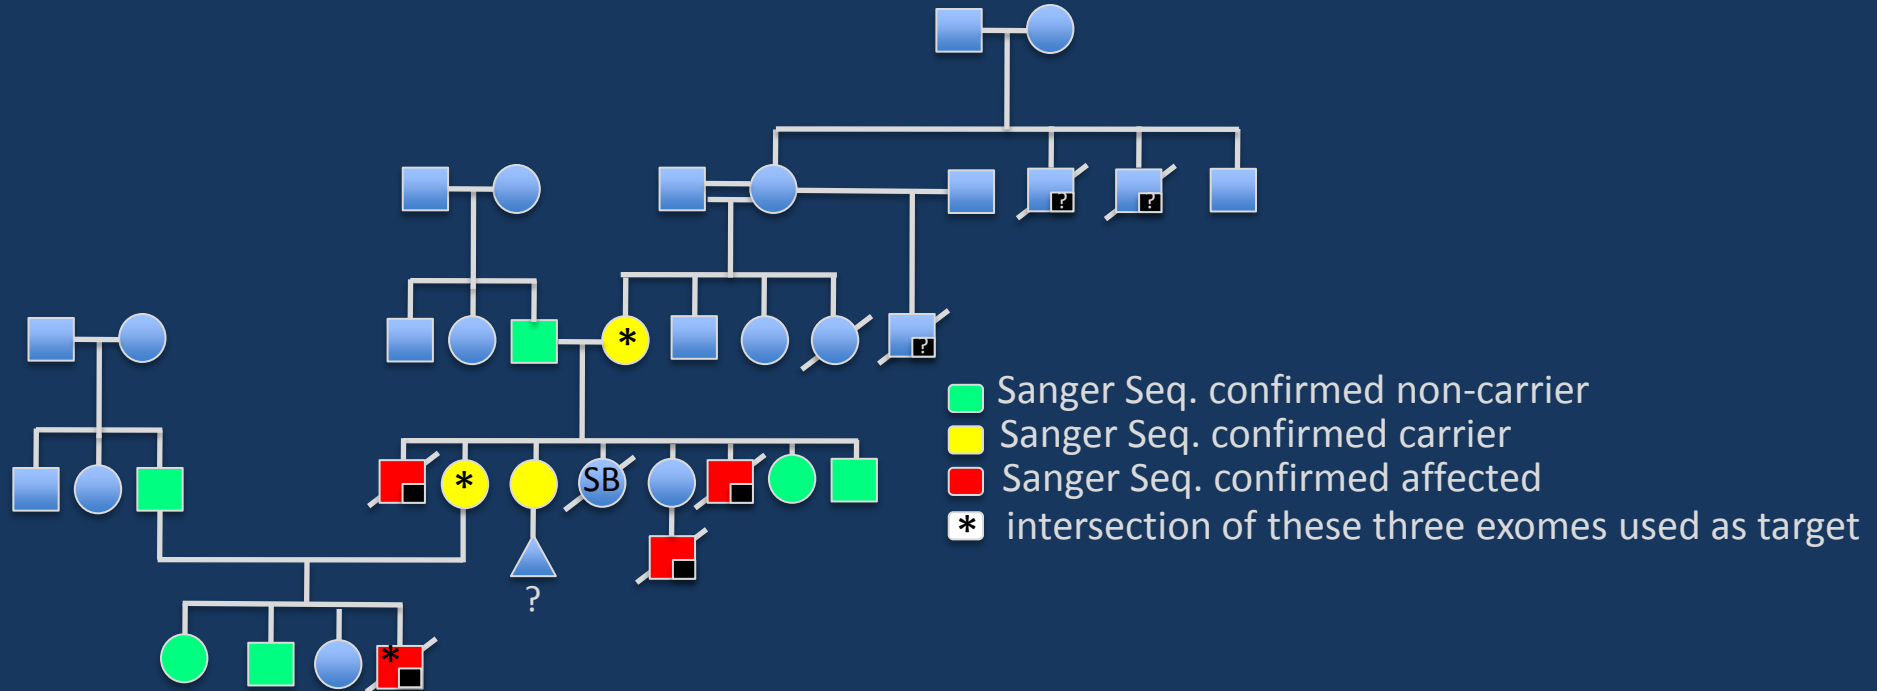 ?
?
*
?
Sanger Seq. confirmed non-carrier
Sanger Seq. confirmed carrier
Sanger Seq. confirmed affected
* intersection of these three exomes used as target
*
SB
?
*